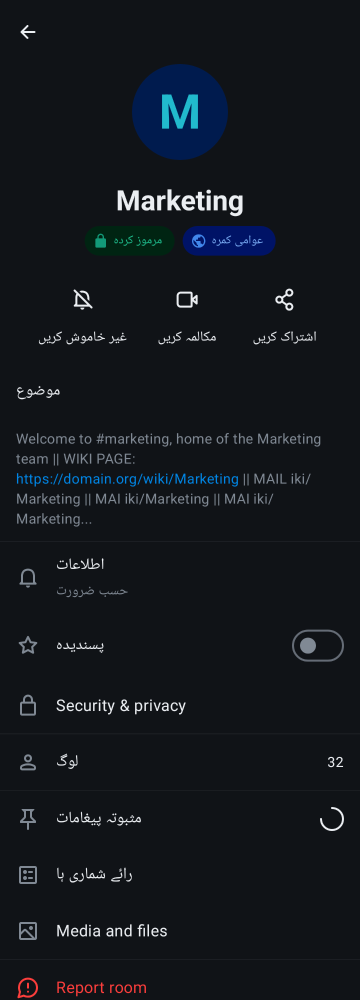 M
Marketing
مرموز کردہ
عوامی کمرہ
غیر خاموش کریں
مکالمہ کریں
اشتراک کریں
موضوع
Welcome to #marketing, home of the Marketing
team || WIKI PAGE:
https://domain.org/wiki/Marketing || MAIL iki/
Marketing || MAI iki/Marketing || MAI iki/
Marketing...
اطلاعات
حسب ضرورت
پسندیدہ
Security & privacy
لوگ
32
مثبوتہ پیغامات
رائے شماری ہا
Media and files
Report room